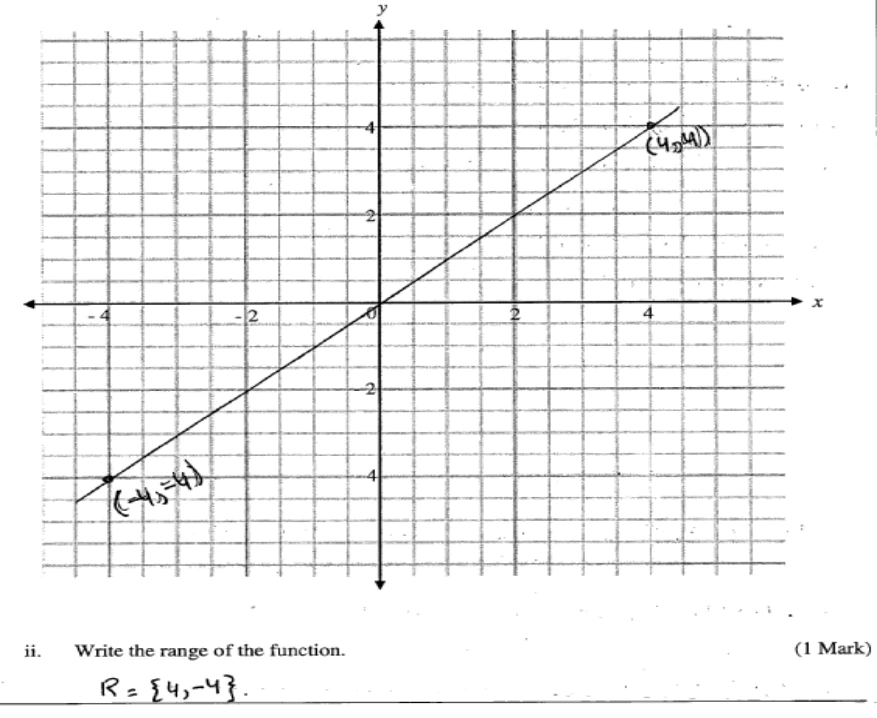 y
4
(4,4)
2
- 4 - 2 0 2 4 x
- 2
(-4,-4)
- 4
ii. Write the range of the function. (1 Mark)
R = {4,-4}.